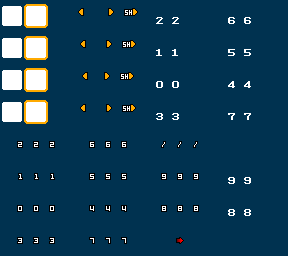 SH 2 2 6 6
SH 1 1 5 5
SH 0 0 4 4
SH 3 3 7 7
2 2 2 6 6 6 / / /
1 1 1 5 5 5 9 9 9 9 9
0 0 0 4 4 4 8 8 8 8 8
3 3 3 7 7 7